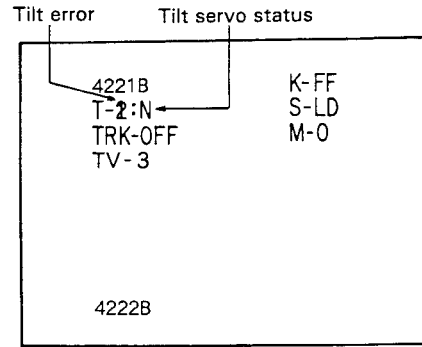 Tilt error Tilt servo status
4221B K-FF
T-2:N S-LD
TRK-OFF M-0
TV-3
4222B